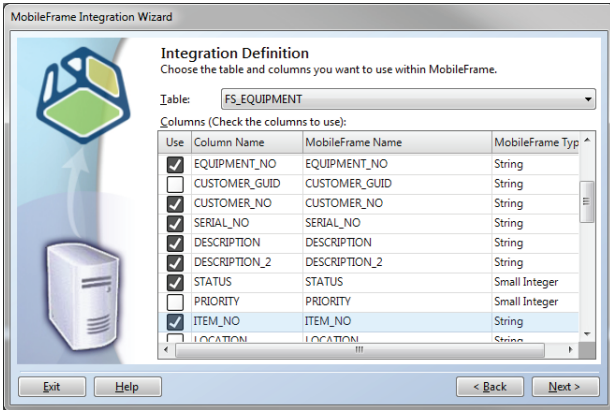 MobileFrame Integration Wizard
Integration Definition
Choose the table and columns you want to use within MobileFrame.
Table: FS_EQUIPMENT
Columns (Check the columns to use):
Use Column Name MobileFrame Name MobileFrame Typ
EQUIPMENT_NO EQUIPMENT_NO String
CUSTOMER_GUID CUSTOMER_GUID String
CUSTOMER_NO CUSTOMER_NO String
SERIAL_NO SERIAL_NO String
DESCRIPTION DESCRIPTION String
DESCRIPTION_2 DESCRIPTION_2 String
STATUS STATUS Small Integer
PRIORITY PRIORITY Small Integer
ITEM_NO ITEM_NO String
LOCATION LOCATION String
Exit Help < Back Next >